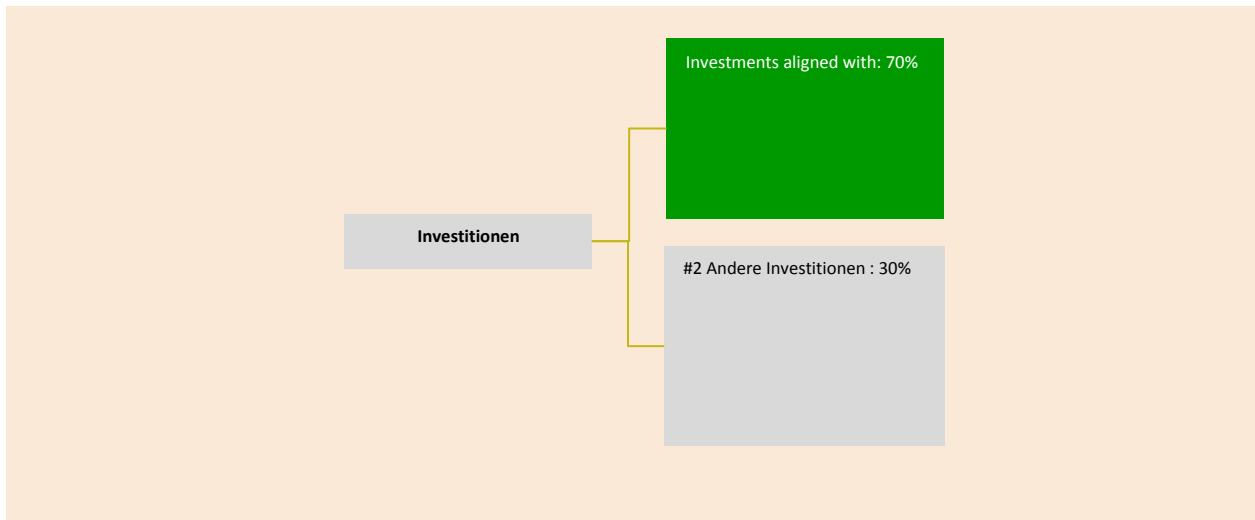 Investments aligned with: 70%
Investitionen
#2 Andere Investitionen : 30%